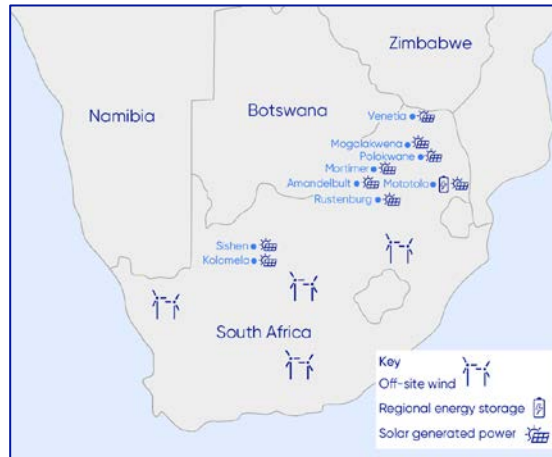 Zimbabwe
Namibia
Botswana
Venetia
Mogalakwena
Polokwane
Mortimer
Amandelbult
Mototolo
Rustenburg
Sishen
Kolomela
South Africa
Key
Off-site wind
Regional energy storage
Solar generated power